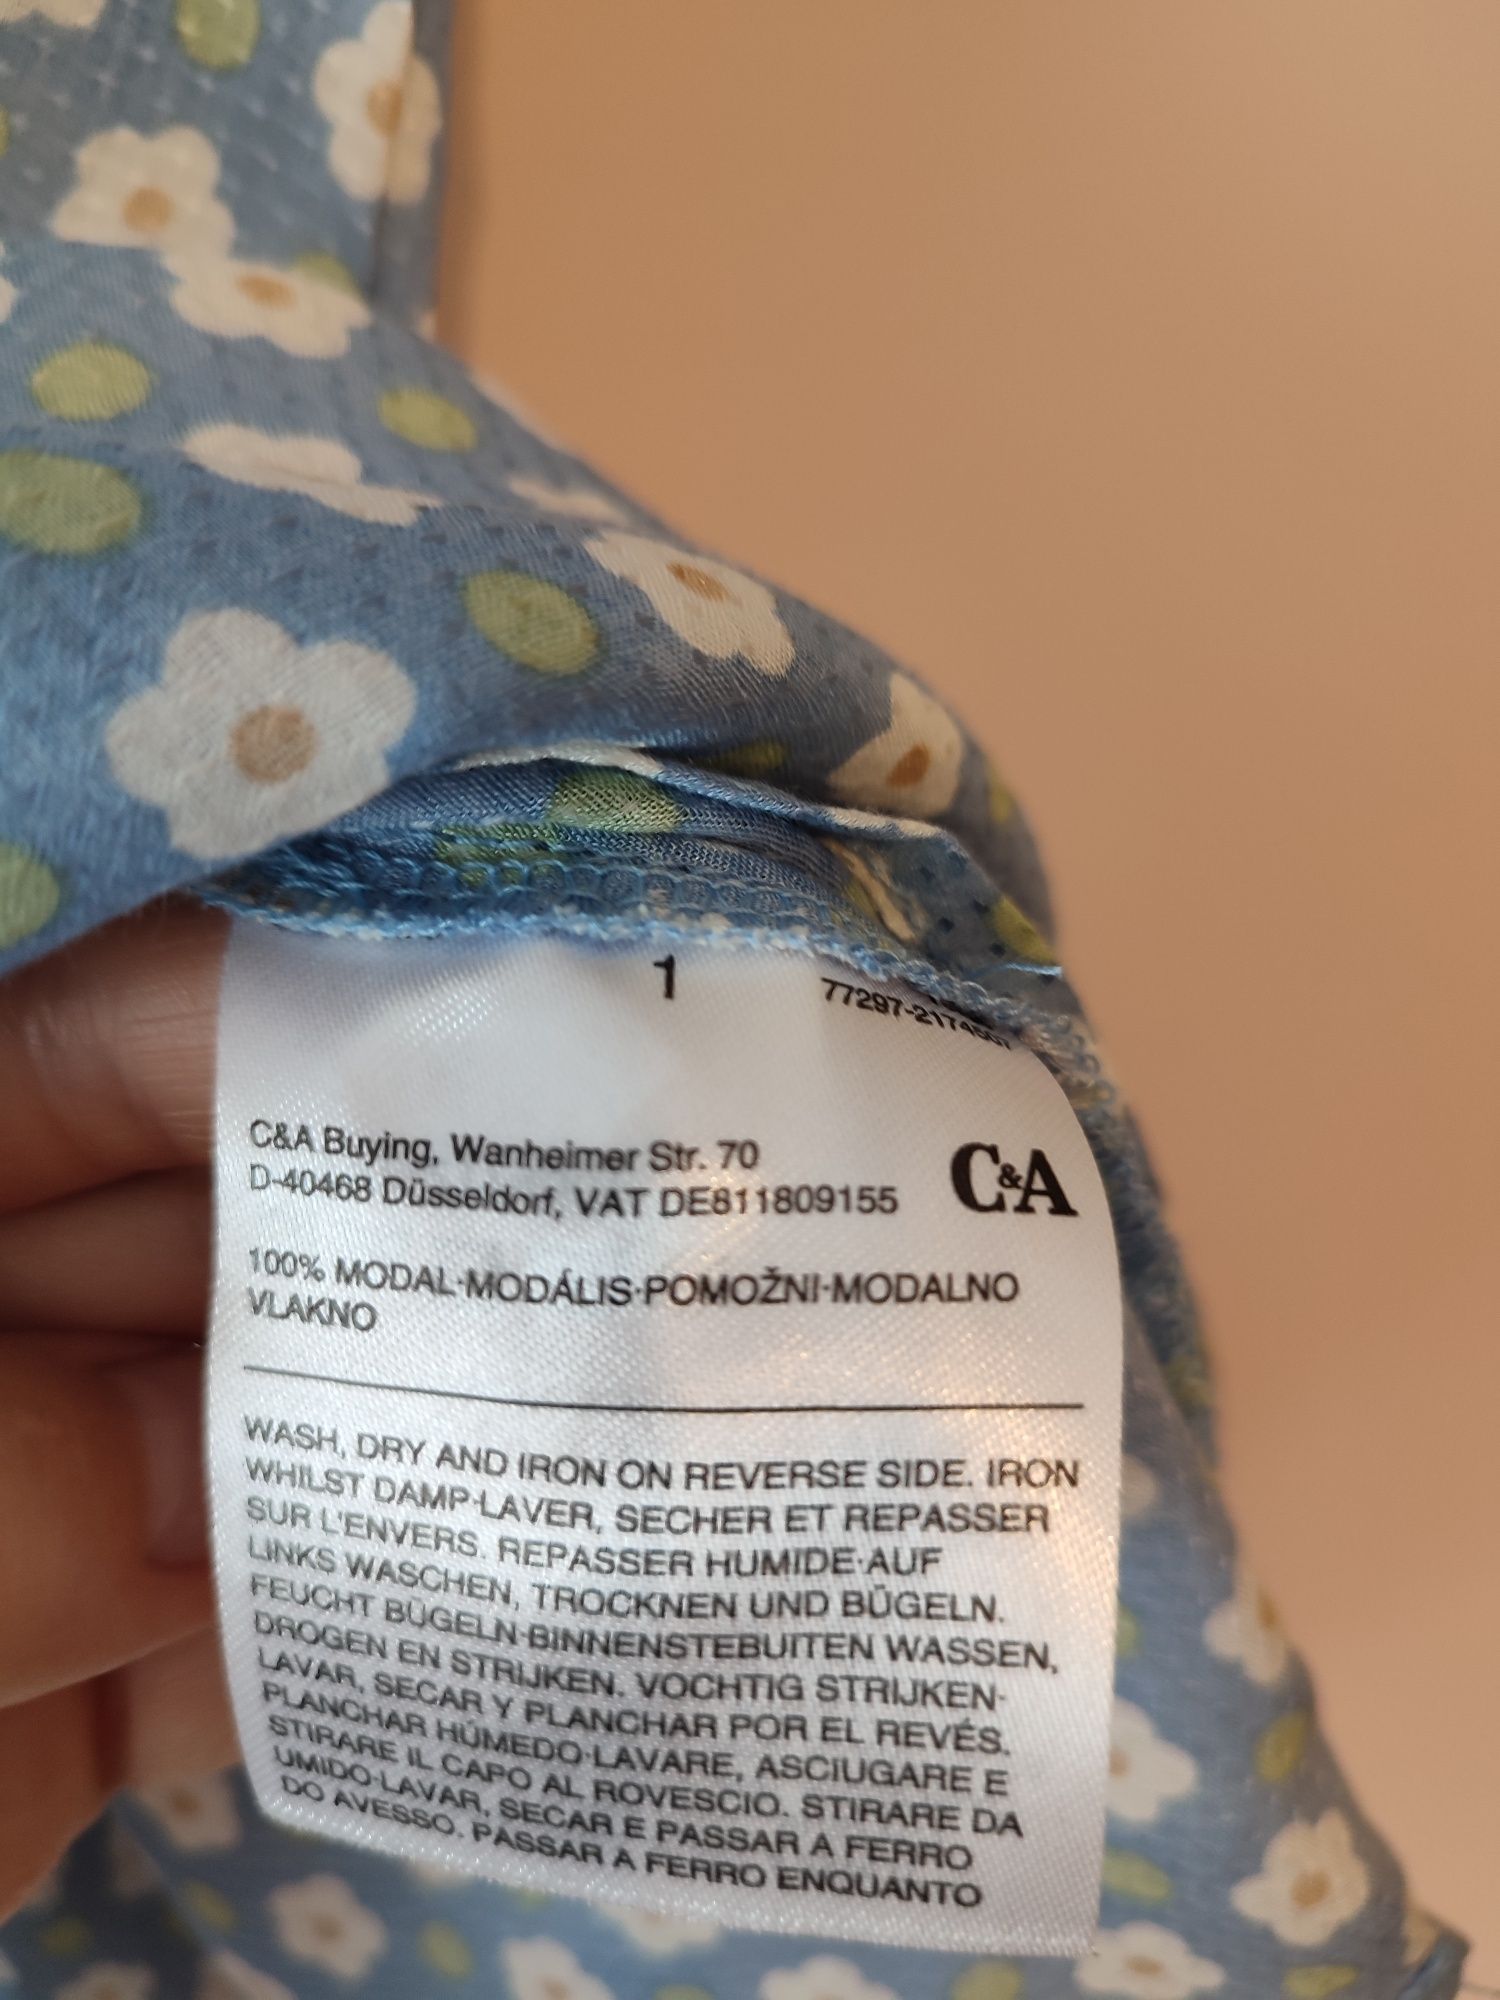 1
C&A Buying, Wanheimer Str. 70
D-40468 Düsseldorf, VAT DE811809155
C&A
100% MODAL·MODÁLIS·POMOŽNI·MODALNO
VLAKNO
WASH, DRY AND IRON ON REVERSE SIDE. IRON
WHILST DAMP·LAVER, SECHER ET REPASSER
SUR L'ENVERS. REPASSER HUMIDE·AUF
LINKS WASCHEN, TROCKNEN UND BÜGELN.
FEUCHT BÜGELN·BINNENSTEBUITEN WASSEN,
DROGEN EN STRIJKEN. VOCHTIG STRIJKEN·
LAVAR, SECAR Y PLANCHAR POR EL REVÉS.
PLANCHAR HÚMEDO·LAVARE, ASCIUGARE E
STIRARE IL CAPO AL ROVESCIO. STIRARE DA
UMIDO·LAVAR, SECAR E PASSAR A FERRO
DO AVESSO. PASSAR A FERRO ENQUANTO